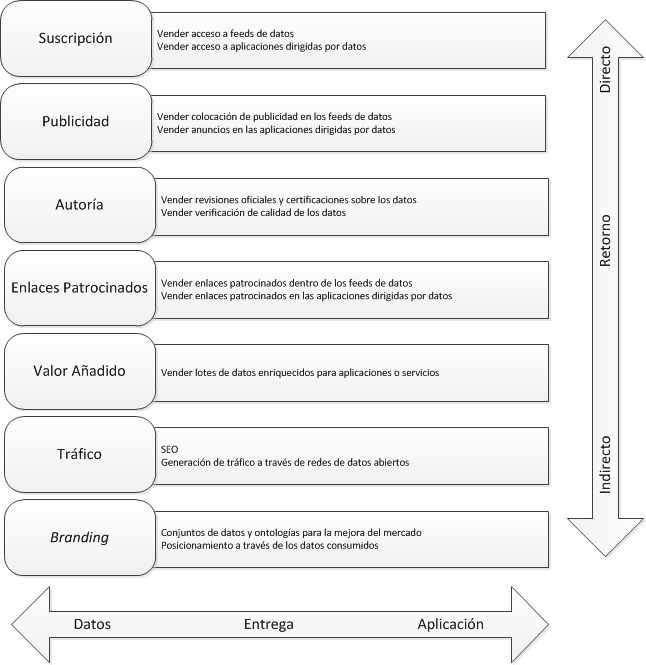 Suscripción
Vender acceso a feeds de datos
Vender acceso a aplicaciones dirigidas por datos
Publicidad
Vender colocación de publicidad en los feeds de datos
Vender anuncios en las aplicaciones dirigidas por datos
Autoría
Vender revisiones oficiales y certificaciones sobre los datos
Vender verificación de calidad de los datos
Enlaces Patrocinados
Vender enlaces patrocinados dentro de los feeds de datos
Vender enlaces patrocinados en las aplicaciones dirigidas por datos
Valor Añadido
Vender lotes de datos enriquecidos para aplicaciones o servicios
Tráfico
SEO
Generación de tráfico a través de redes de datos abiertos
Branding
Conjuntos de datos y ontologías para la mejora del mercado
Posicionamiento a través de los datos consumidos
Directo
Retorno
Indirecto
Datos
Entrega
Aplicación